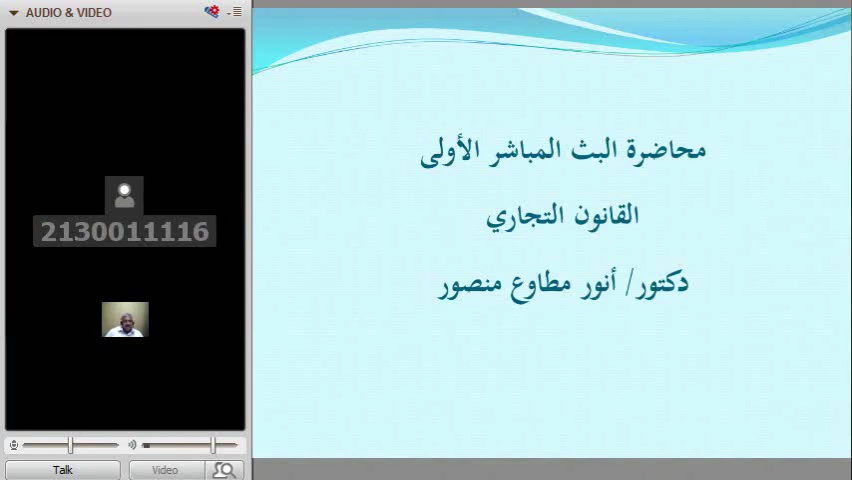 AUDIO & VIDEO
2130011116
Talk
Video
محاضرة البث المباشر الأولى
القانون التجاري
دكتور/ أنور مطاوع منصور